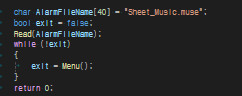 char AlarmFileName[40] = "Sheet_Music.muse";
bool exit = false;
Read(AlarmFileName);
while (!exit)
{
exit = Menu();
}
return 0;